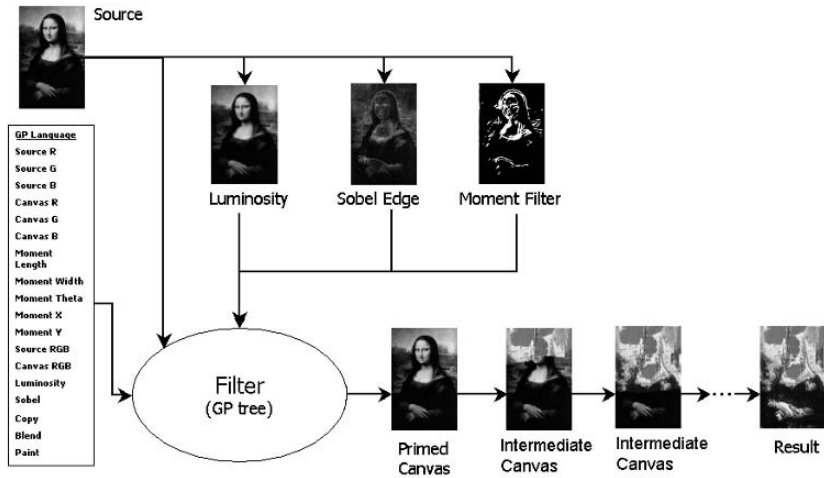 Source
GP Language
Source R
Source G
Source B
Canvas R
Canvas G
Canvas B
Moment
Length
Moment Width
Moment Theta
Moment X
Moment Y
Source RGB
Canvas RGB
Luminosity
Sobel
Copy
Blend
Paint
Luminosity
Sobel Edge
Moment Filter
Filter
(GP tree)
Primed
Canvas
Intermediate
Canvas
Intermediate
Canvas
Result